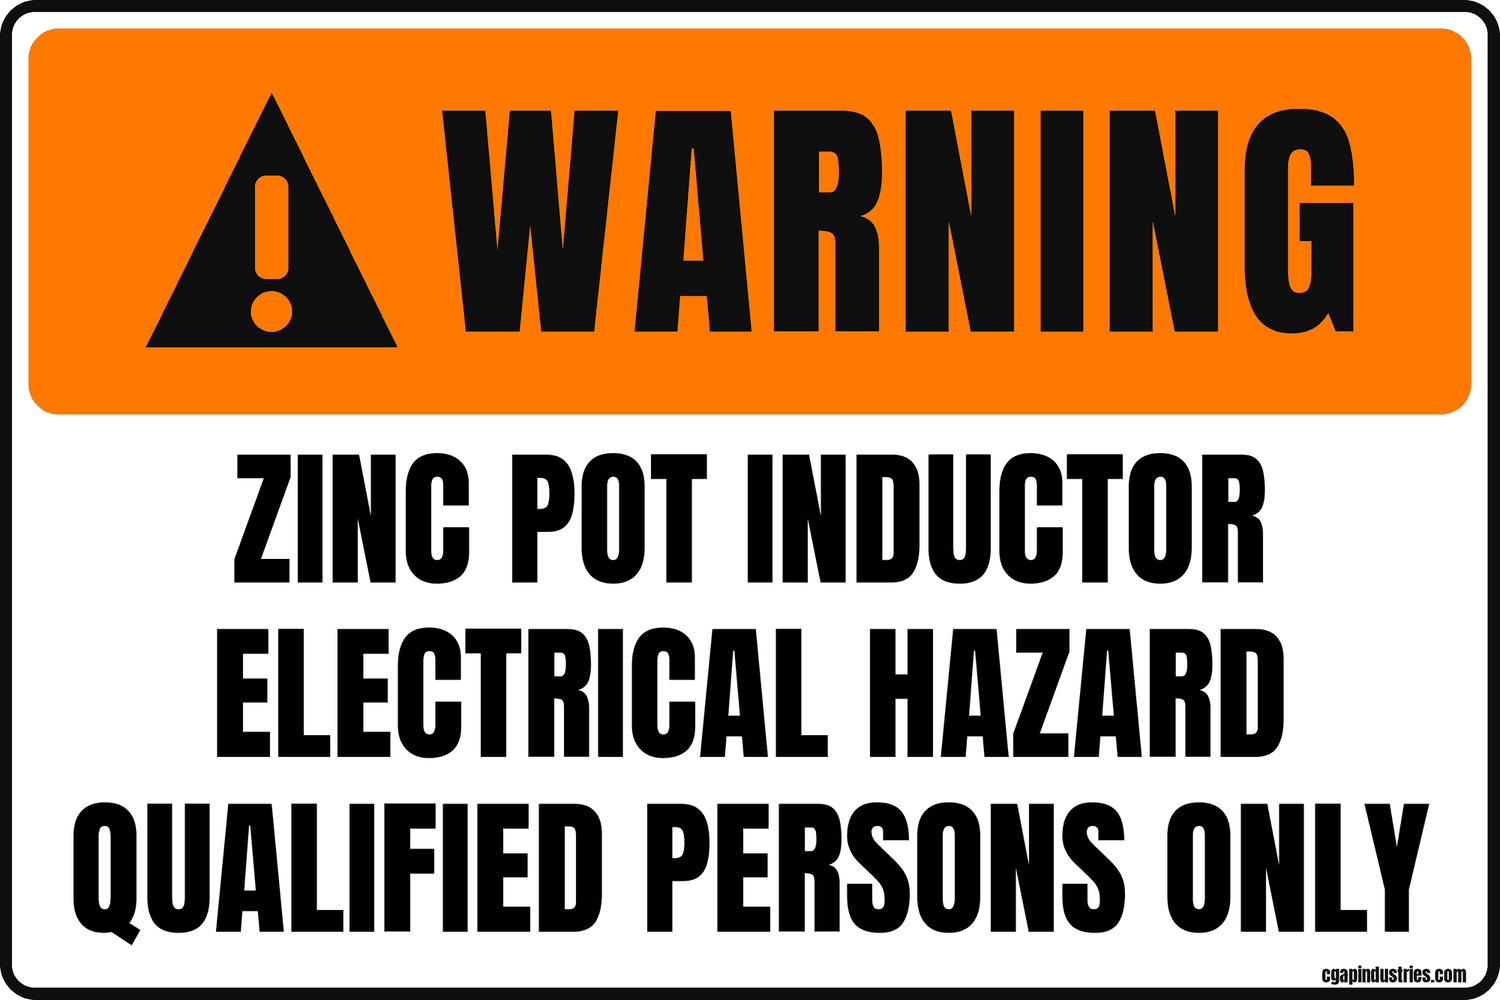 WARNING
ZINC POT INDUCTOR
ELECTRICAL HAZARD
QUALIFIED PERSONS ONLY
cgapindustries.com